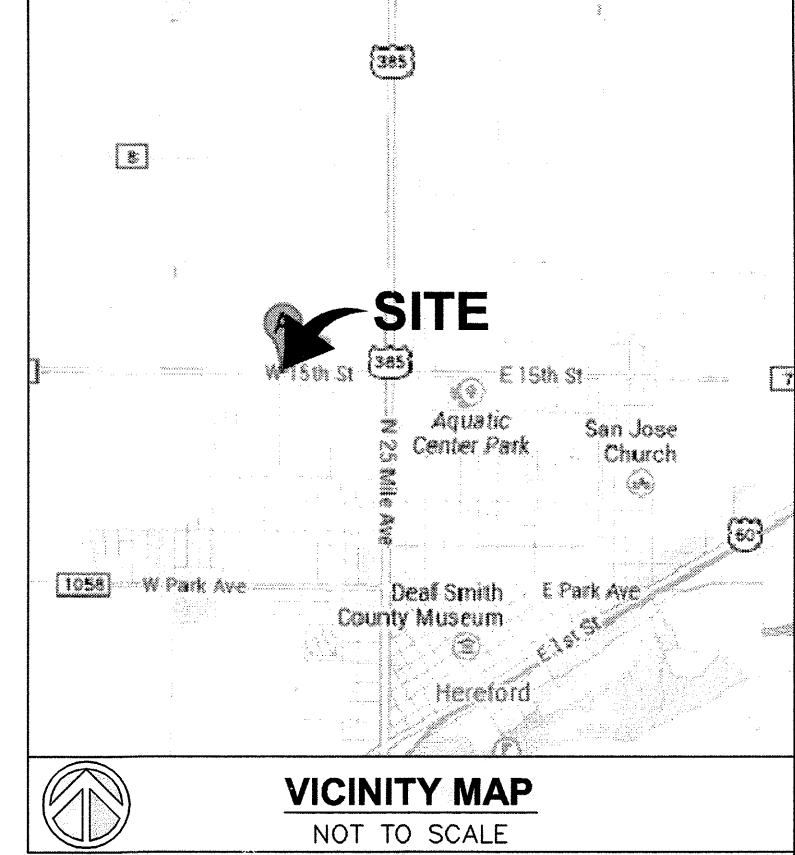 385
8
A
SITE
W 15th St
385
E 15th St
7
Aquatic
Center Park
San Jose
Church
N 25 Mile Ave
60
1058
W Park Ave
Deaf Smith
County Museum
E Park Ave
E 1st St
Hereford
VICINITY MAP
NOT TO SCALE